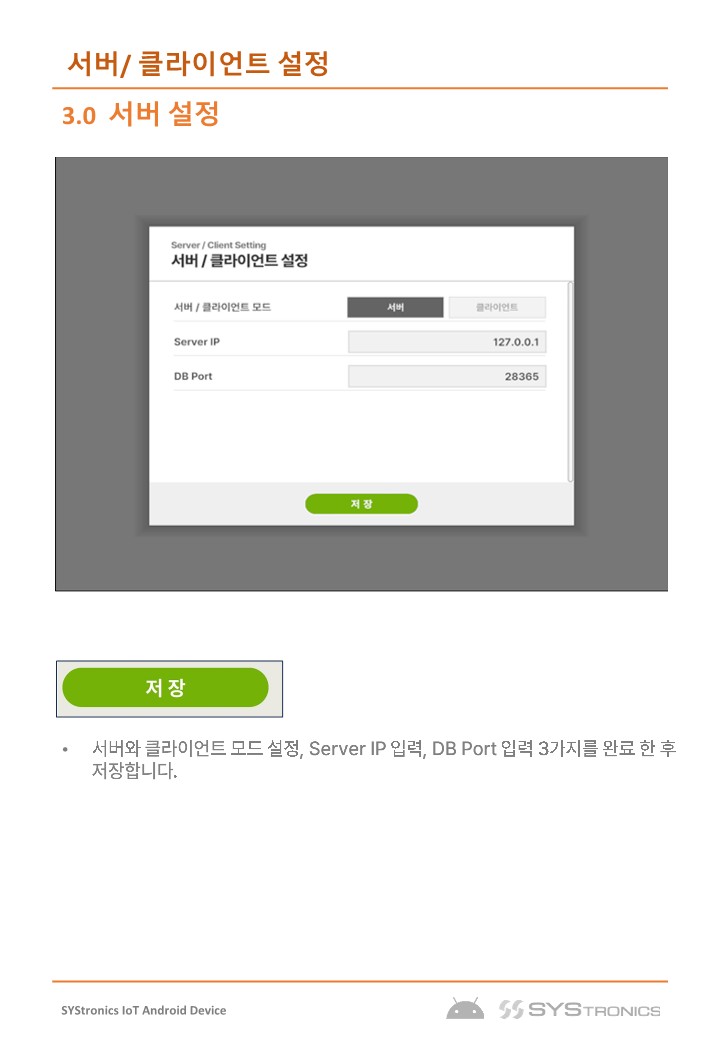 서버/ 클라이언트 설정
3.0 서버 설정
Server / Client Setting
서버 / 클라이언트 설정
서버 / 클라이언트 모드 서버 클라이언트
Server IP 127.0.0.1
DB Port 28365
저 장
저 장
• 서버와 클라이언트 모드 설정, Server IP 입력, DB Port 입력 3가지를 완료 한 후
저장합니다.
SYStronics IoT Android Device SYSTRONICS